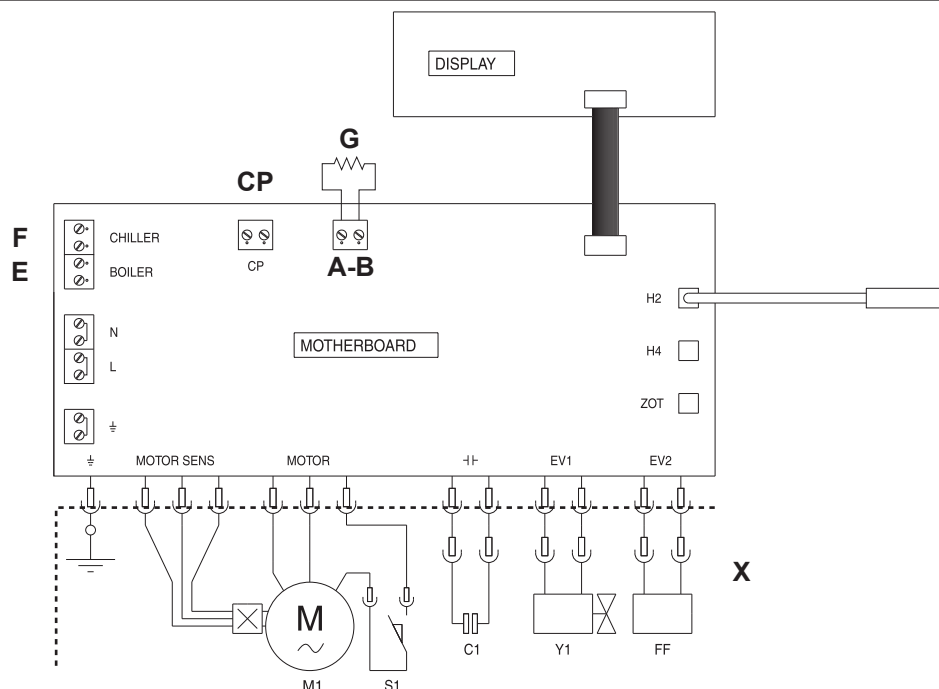 DISPLAY
G
CP
F
CHILLER
E
BOILER
CP
A-B
H2
N
MOTHERBOARD
H4
L
ZOT
MOTOR SENS
MOTOR
EV1
EV2
X
M
C1
Y1
FF
M1
S1